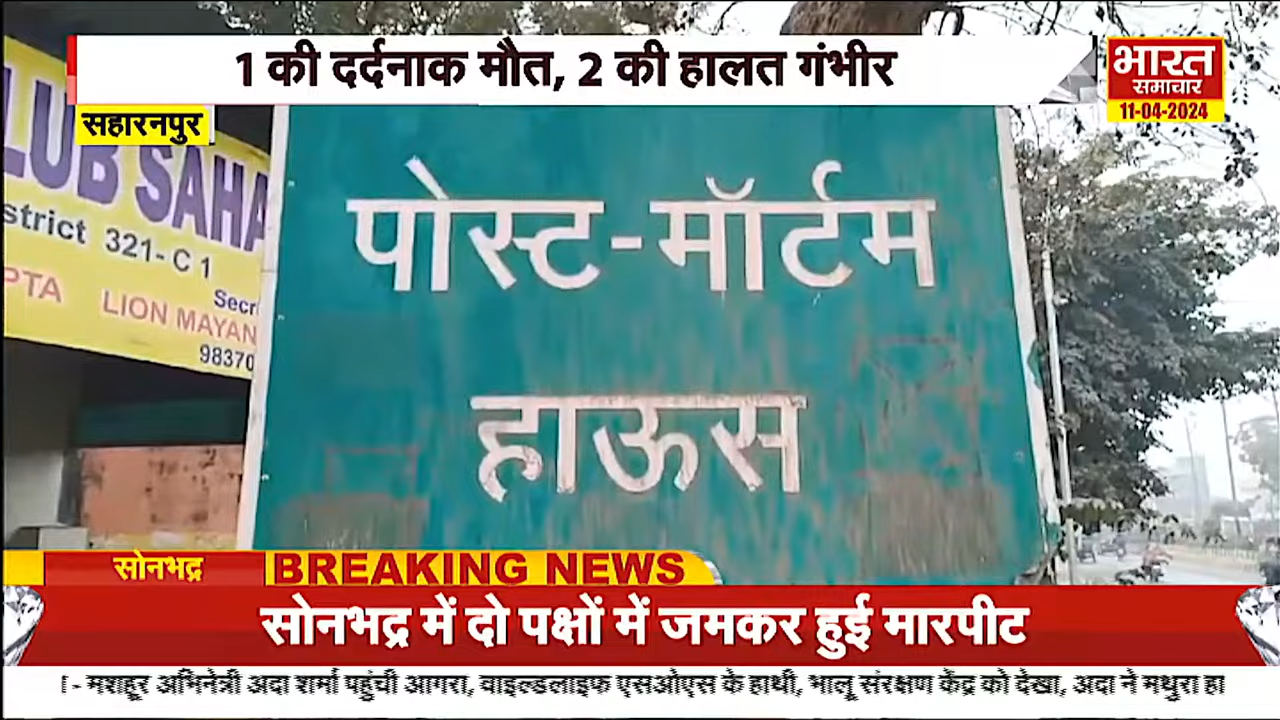 1 की दर्दनाक मौत, 2 की हालत गंभीर
भारत
समाचार
11-04-2024
सहारनपुर
LUB SAHA
strict 321-C 1
PTA LION MAYAN
Secr
98370
पोस्ट-मॉर्टम
हाऊस
सोनभद्र
BREAKING NEWS
सोनभद्र में दो पक्षों में जमकर हुई मारपीट
- मशहूर अभिनेत्री अदा शर्मा पहुंची आगरा, वाइल्डलाइफ एसओएस के हाथी, भालू संरक्षण केंद्र को देखा, अदा ने मथुरा हा